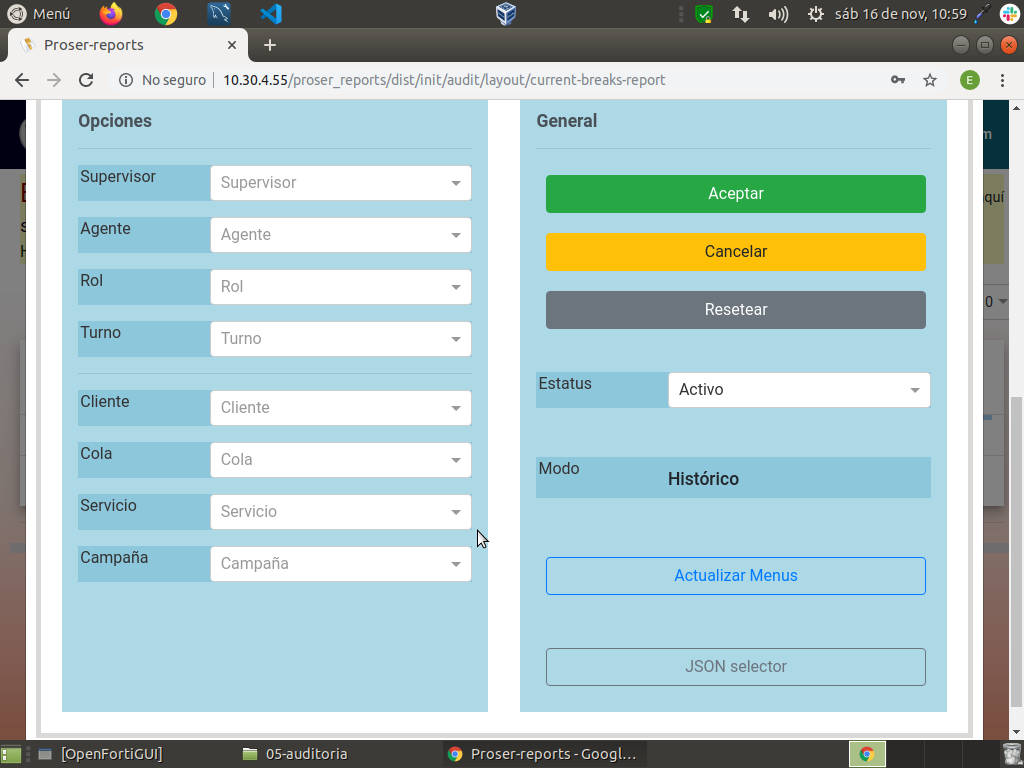 Menú
sáb 16 de nov, 10:59
Proser-reports
No seguro
10.30.4.55/proser_reports/dist/init/audit/layout/current-breaks-report
E
Opciones
Supervisor
Supervisor
Agente
Agente
Rol
Rol
Turno
Turno
Cliente
Cliente
Cola
Cola
Servicio
Servicio
Campaña
Campaña
General
Aceptar
Cancelar
Resetear
Estatus
Activo
Modo
Histórico
Actualizar Menus
JSON selector
[OpenFortiGUI]
05-auditoria
Proser-reports - Googl...